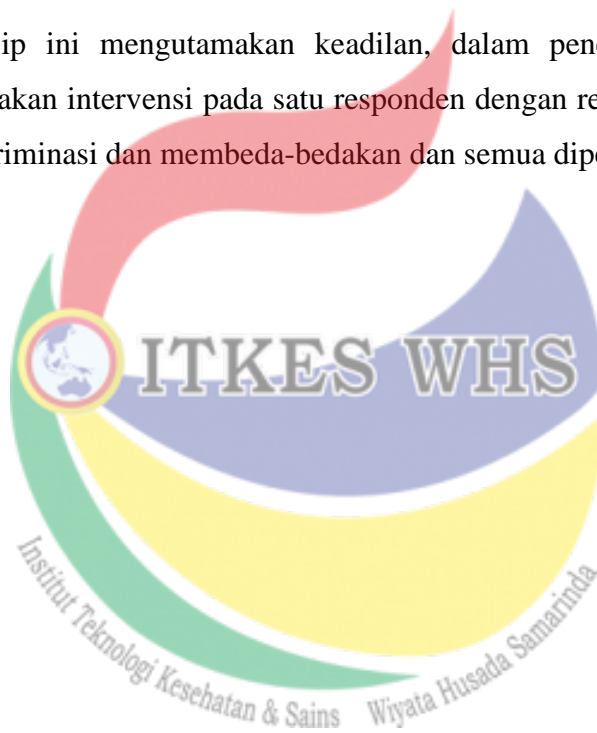 ip ini mengutamakan keadilan, dalam pen
akan intervensi pada satu responden dengan re
riminasi dan membeda-bedakan dan semua dip
ITKES WHS
Institut Teknologi Kesehatan & Sains Wiyata Husada Samarinda